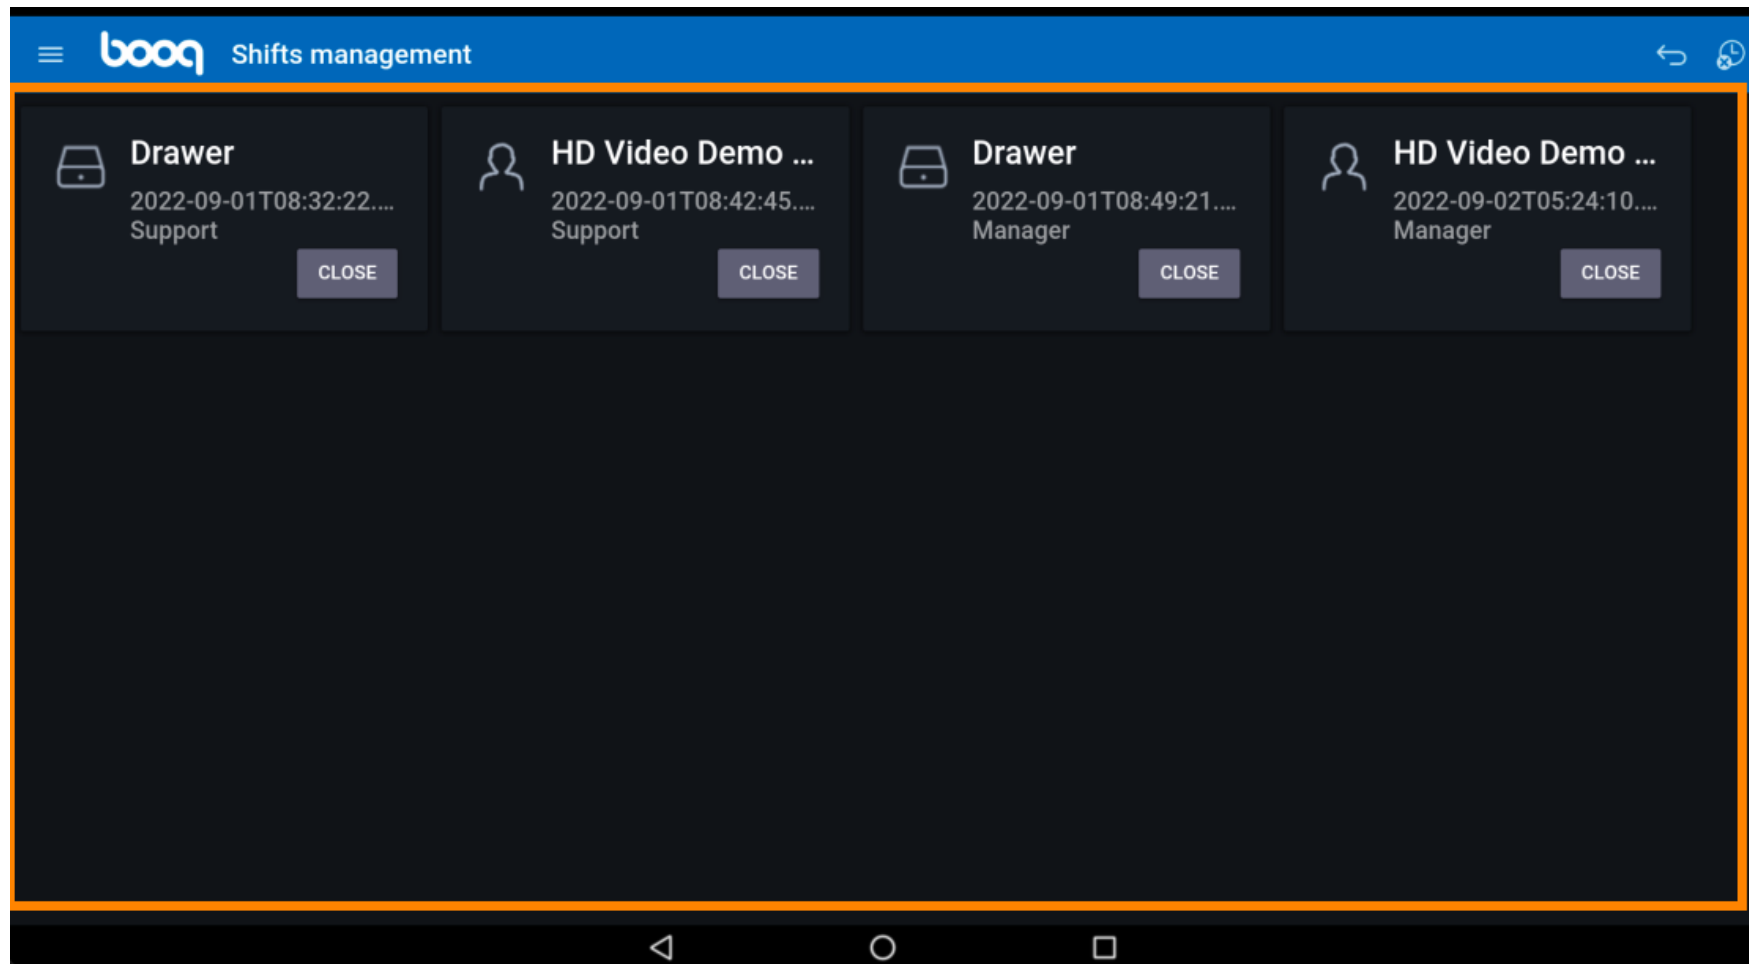 booq Shifts management
Drawer
2022-09-01T08:32:22....
Support
CLOSE
HD Video Demo ...
2022-09-01T08:42:45....
Support
CLOSE
Drawer
2022-09-01T08:49:21....
Manager
CLOSE
HD Video Demo ...
2022-09-02T05:24:10....
Manager
CLOSE